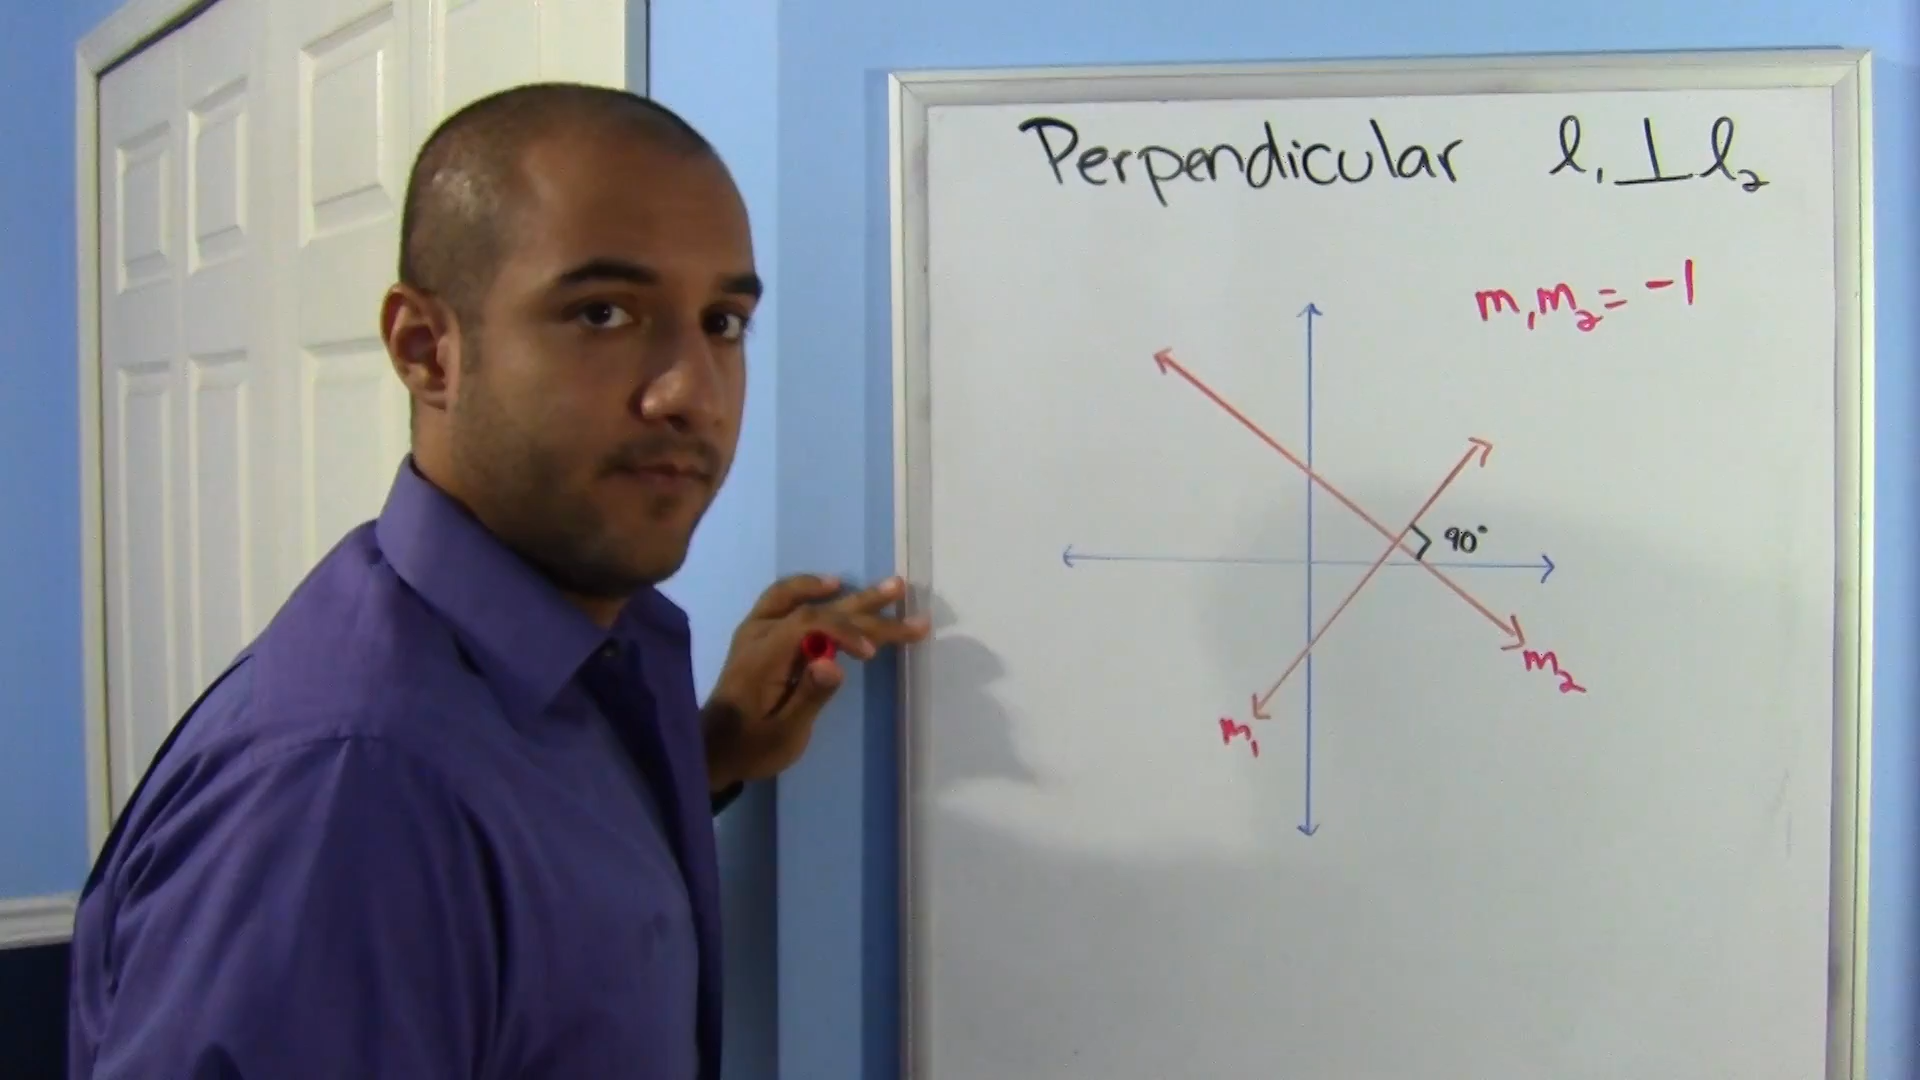 Perpendicular l₁ ⊥ l₂
m₁m₂ = -1
90°
m₂
m₁